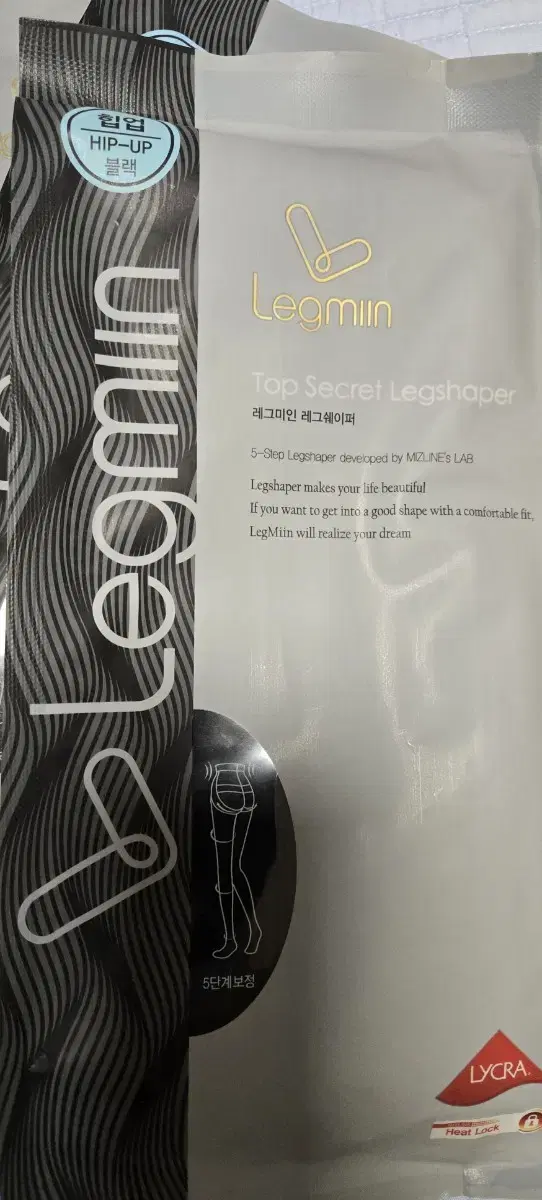 힙업
HIP-UP
블랙
Legmiin
Legmiin
Top Secret Legshaper
레그미인 레그쉐이퍼
5-Step Legshaper developed by MIZLINE's LAB
Legshaper makes your life beautiful
If you want to get into a good shape with a comfortable fit,
LegMiin will realize your dream
5단계보정
LYCRA
Heat Lock